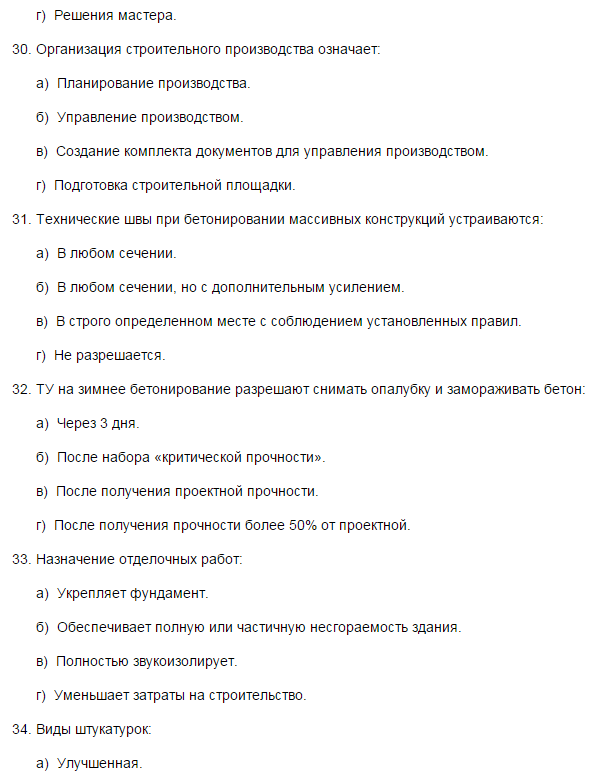 г) Решения мастера.
30. Организация строительного производства означает:
а) Планирование производства.
б) Управление производством.
в) Создание комплекта документов для управления производством.
г) Подготовка строительной площадки.
31. Технические швы при бетонировании массивных конструкций устраиваются:
а) В любом сечении.
б) В любом сечении, но с дополнительным усилением.
в) В строго определенном месте с соблюдением установленных правил.
г) Не разрешается.
32. ТУ на зимнее бетонирование разрешают снимать опалубку и замораживать бетон:
а) Через 3 дня.
б) После набора «критической прочности».
в) После получения проектной прочности.
г) После получения прочности более 50% от проектной.
33. Назначение отделочных работ:
а) Укрепляет фундамент.
б) Обеспечивает полную или частичную несгораемость здания.
в) Полностью звукоизолирует.
г) Уменьшает затраты на строительство.
34. Виды штукатурок:
а) Улучшенная.